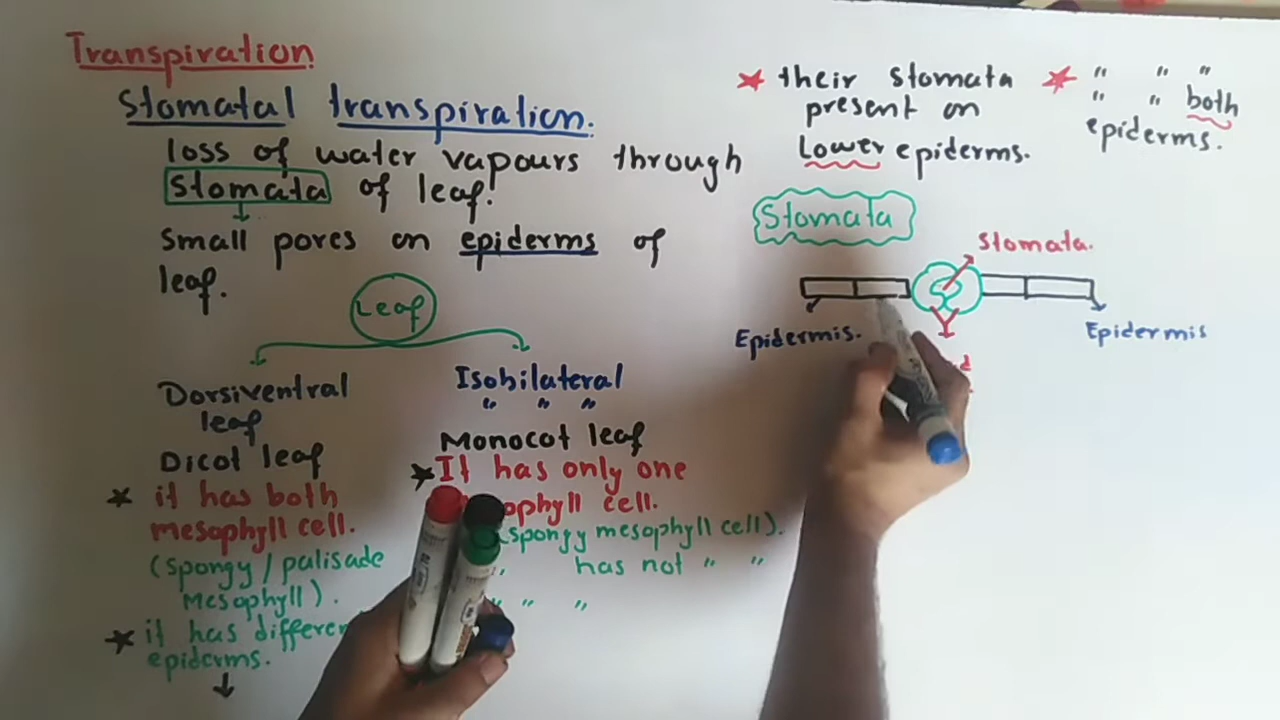 Transpiration
Stomatal transpiration.
loss of water vapours through
Stomata of leaf.
Small pores on epiderms of
leaf.
Leaf
Dorsiventral
leaf
Dicot leaf
★ it has both
mesophyll cell.
(spongy/palisade
mesophyll).
★ it has differen
epiderms.
Isobilateral
" " "
Monocot leaf
★ It has only one
ophyll cell.
(spongy mesophyll cell).
has not " "
" " "
★ their stomata
present on
Lower epiderms.
★ " " "
" " both
epiderms.
Stomata
Stomata.
Epidermis.
Epidermis